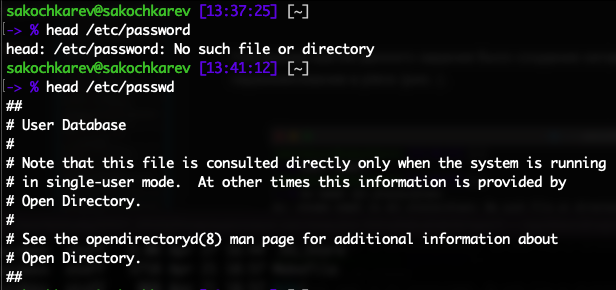 sakochkarev@sakochkarev [13:37:25] [~]
[-> % head /etc/password
head: /etc/password: No such file or directory
sakochkarev@sakochkarev [13:41:12] [~]
[-> % head /etc/passwd
##
# User Database
#
# Note that this file is consulted directly only when the system is running
# in single-user mode.  At other times this information is provided by
# Open Directory.
#
# See the opendirectoryd(8) man page for additional information about
# Open Directory.
##